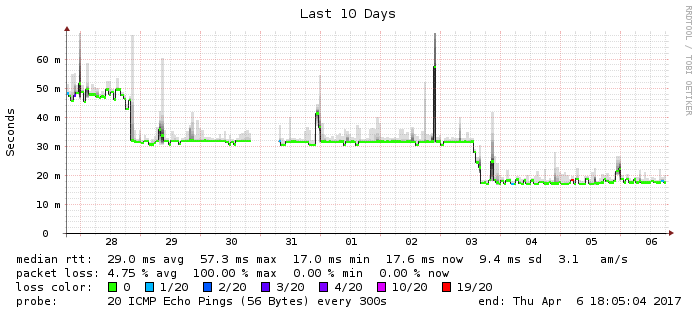 Last 10 Days
RRDTOOL / TOBI OETIKER
Seconds
60 m
50 m
40 m
30 m
20 m
10 m
0
28 29 30 31 01 02 03 04 05 06
median rtt: 29.0 ms avg 57.3 ms max 17.0 ms min 17.6 ms now 9.4 ms sd 3.1 am/s
packet loss: 4.75 % avg 100.00 % max 0.00 % min 0.00 % now
loss color: 0 1/20 2/20 3/20 4/20 10/20 19/20
probe: 20 ICMP Echo Pings (56 Bytes) every 300s end: Thu Apr 6 18:05:04 2017